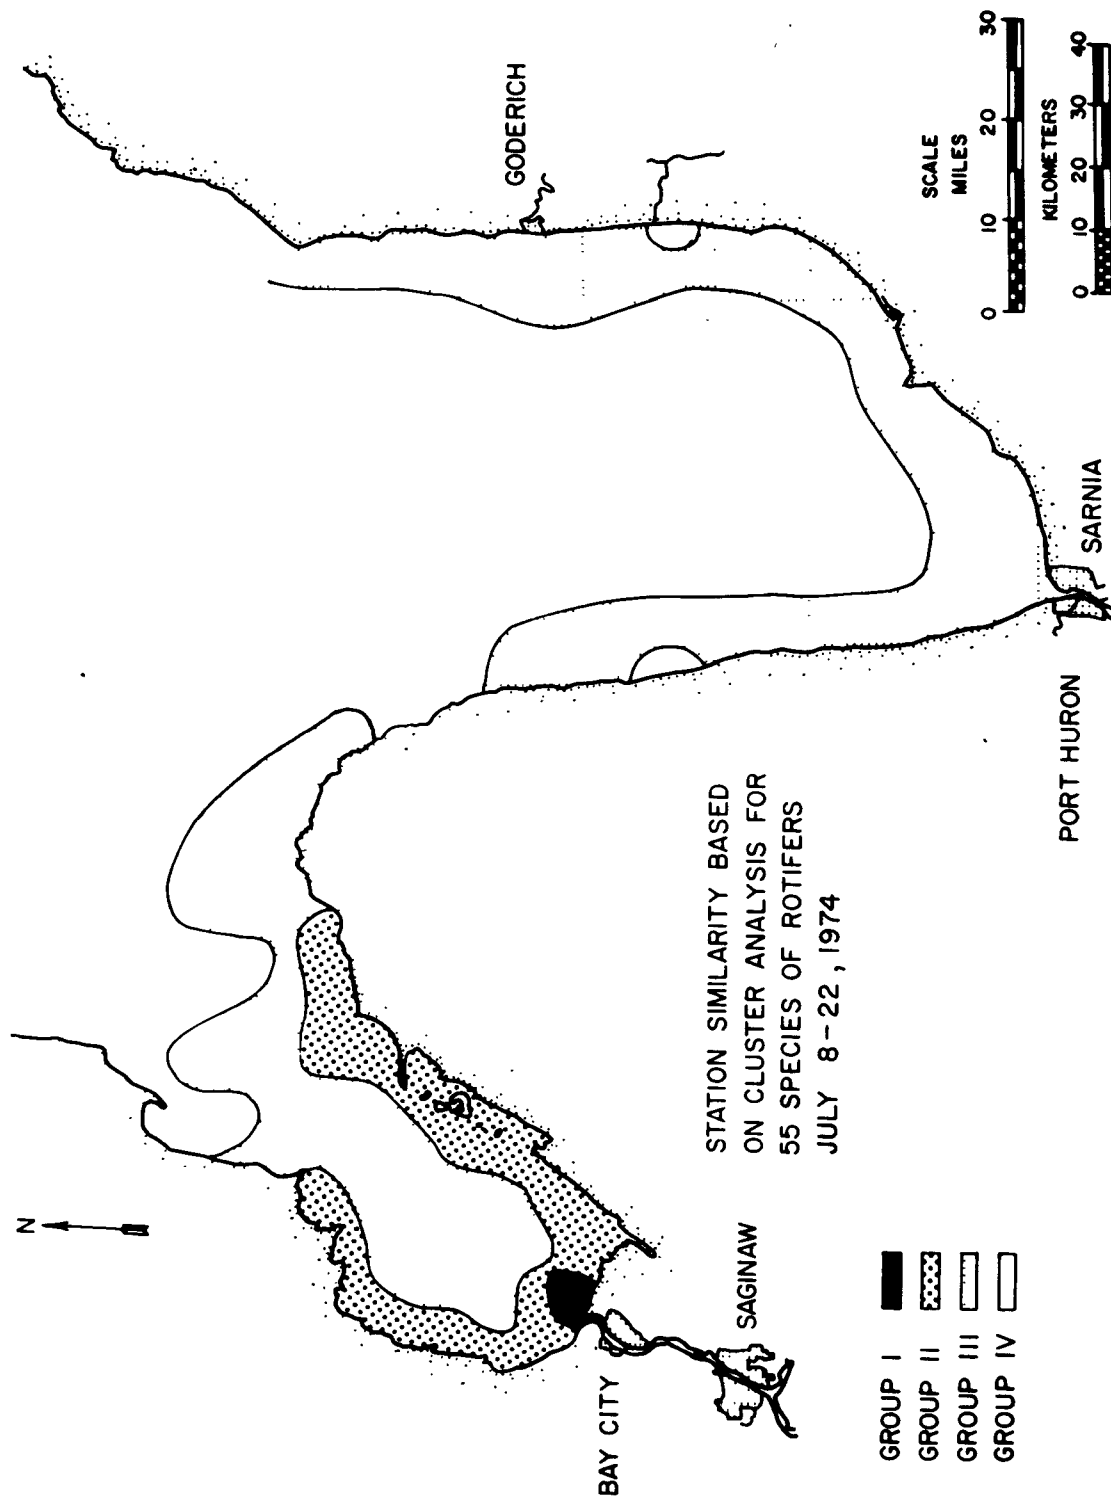 N
GODERICH
SCALE
MILES
0 10 20 30
KILOMETERS
0 10 20 30 40
SARNIA
PORT HURON
STATION SIMILARITY BASED
ON CLUSTER ANALYSIS FOR
55 SPECIES OF ROTIFERS
JULY 8-22, 1974
SAGINAW
BAY CITY
GROUP I
GROUP II
GROUP III
GROUP IV